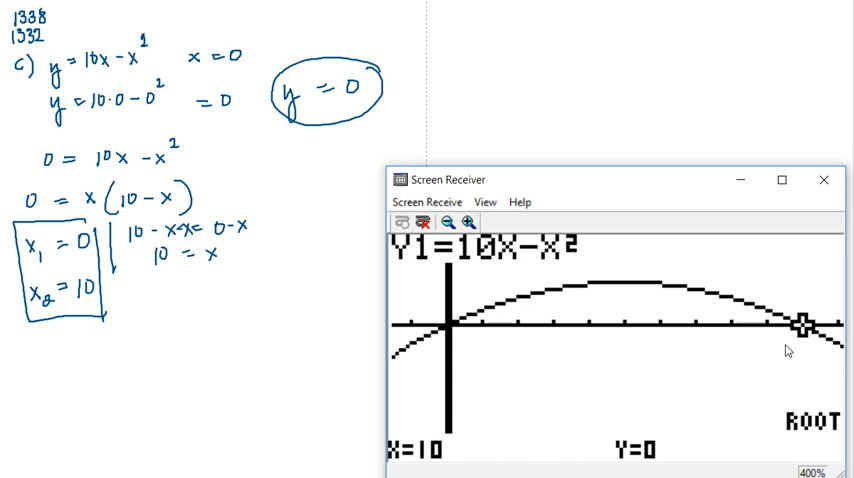 1338
1332
c) y = 10x - x² x = 0
y = 10·0 - 0² = 0
y = 0
0 = 10x - x²
0 = x(10 - x)
x₁ = 0
x₂ = 10
10 - x = 0 - x
10 = x
Screen Receiver
Screen Receive View Help
Y1=10X-X²
ROOT
X=10 Y=0
400%